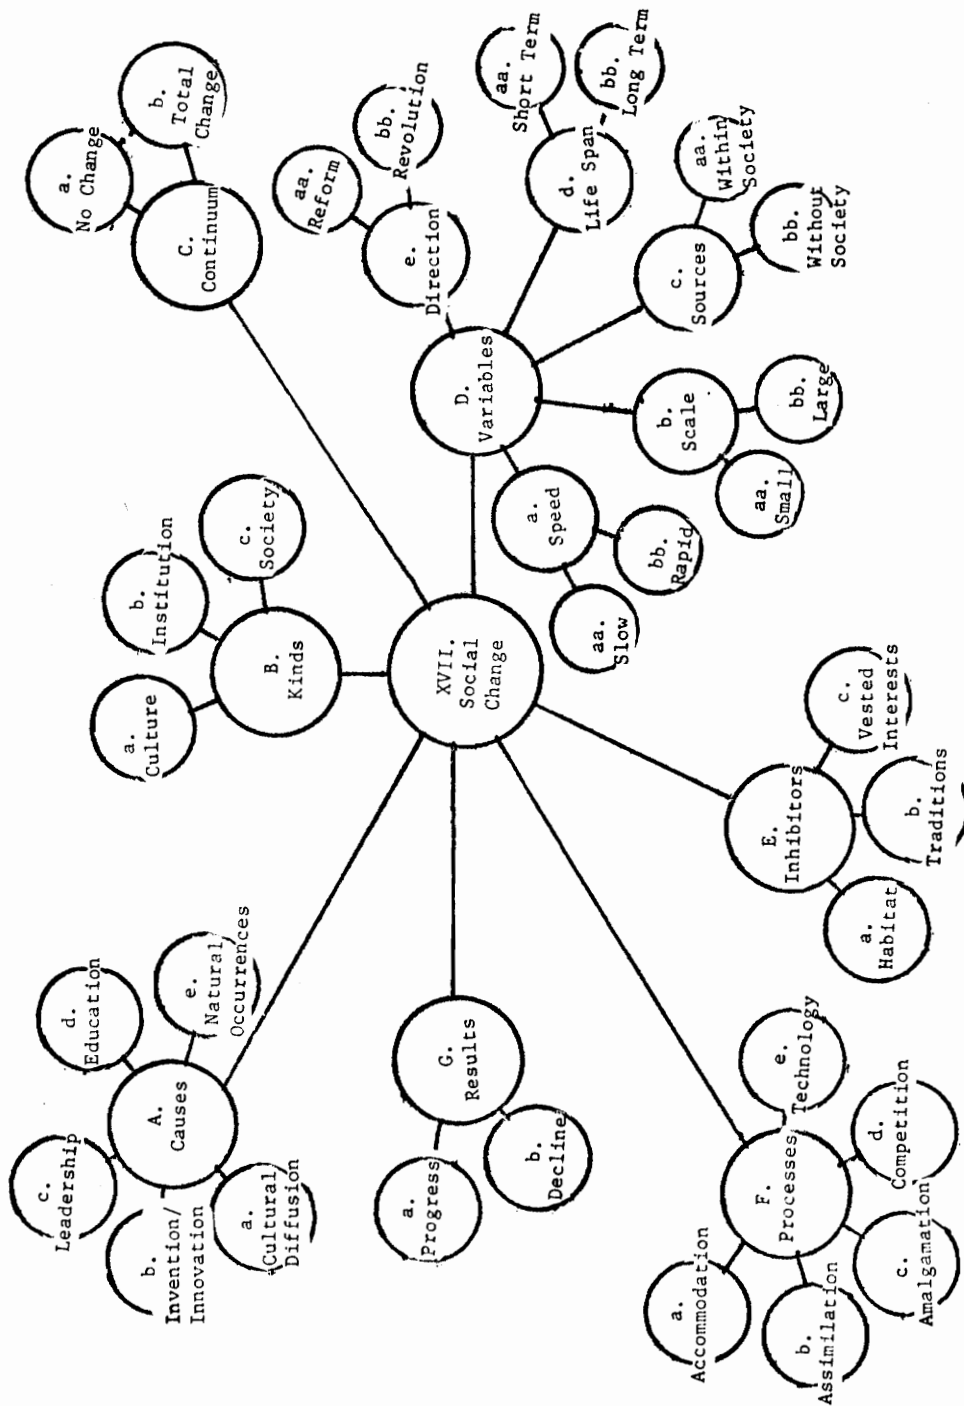 XVII.
Social
Change
A.
Causes
a.
Cultural
Diffusion
b.
Invention/
Innovation
c.
Leadership
d.
Education
e.
Natural
Occurrences
B.
Kinds
a.
Culture
b.
Institution
c.
Society
C.
Continuum
a.
No Change
b.
Total
Change
D.
Variables
a.
Speed
aa.
Slow
bb.
Rapid
b.
Scale
aa.
Small
bb.
Large
c.
Sources
aa.
Within
Society
bb.
Without
Society
d.
Life Span
aa.
Short Term
bb.
Long Term
e.
Direction
aa.
Reform
bb.
Revolution
E.
Inhibitors
a.
Habitat
b.
Traditions
c.
Vested
Interests
F.
Processes
a.
Accommodation
b.
Assimilation
c.
Amalgamation
d.
Competition
e.
Technology
G.
Results
a.
Progress
b.
Decline